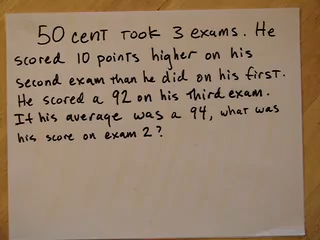 50 cent took 3 exams. He
scored 10 points higher on his
second exam than he did on his first.
He scored a 92 on his third exam.
If his average was a 94, what was
his score on exam 2?